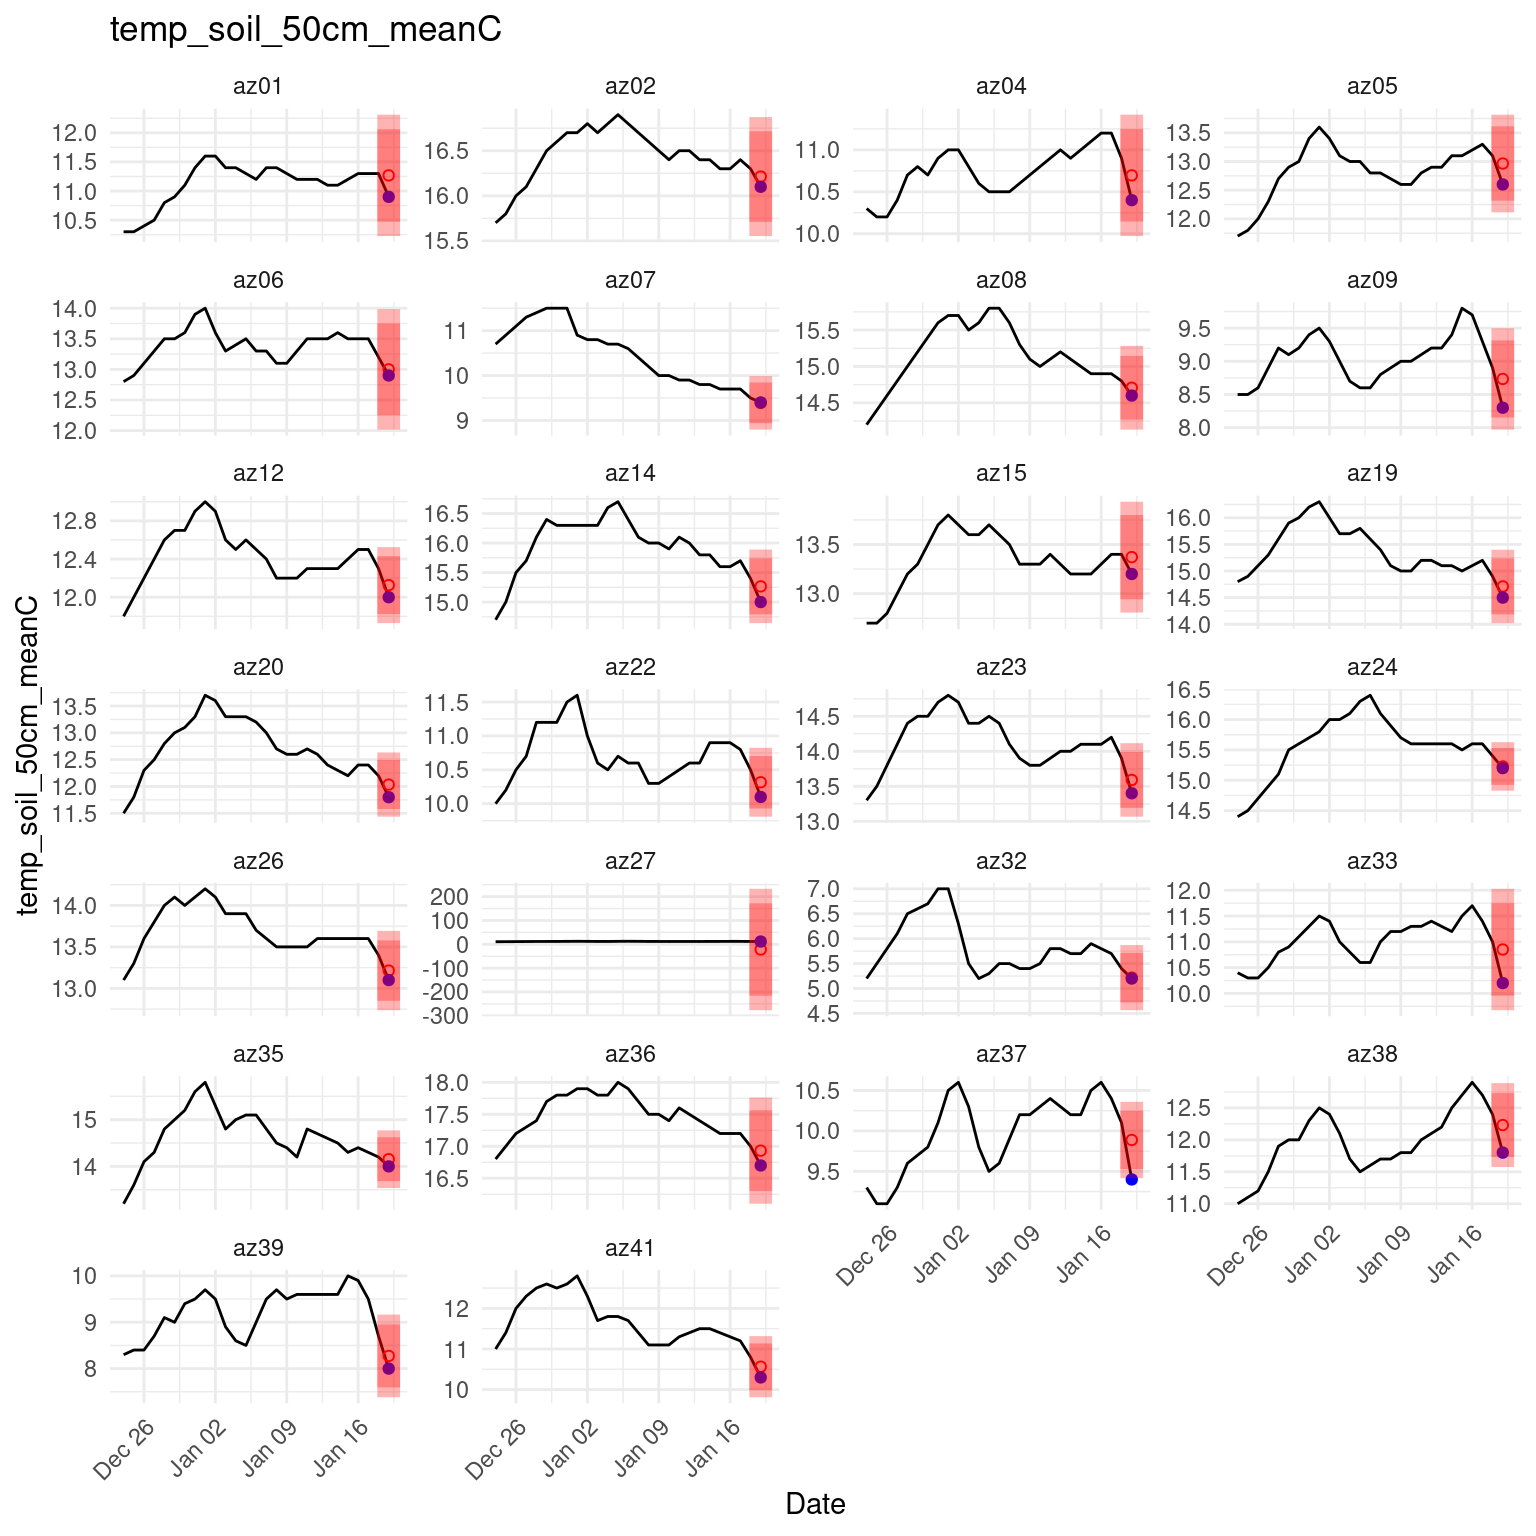 temp_soil_50cm_meanC
az01 az02 az04 az05
12.0 11.5 11.0 10.5
16.5 16.0 15.5
11.0 10.5 10.0
13.5 13.0 12.5 12.0
az06 az07 az08 az09
14.0 13.5 13.0 12.5 12.0
11 10 9
15.5 15.0 14.5
9.5 9.0 8.5 8.0
az12 az14 az15 az19
12.8 12.4 12.0
16.5 16.0 15.5 15.0
13.5 13.0
16.0 15.5 15.0 14.5 14.0
az20 az22 az23 az24
13.5 13.0 12.5 12.0 11.5
11.5 11.0 10.5 10.0
14.5 14.0 13.5 13.0
16.5 16.0 15.5 15.0 14.5
az26 az27 az32 az33
14.0 13.5 13.0
200 100 0 -100 -200 -300
7.0 6.5 6.0 5.5 5.0 4.5
12.0 11.5 11.0 10.5 10.0
az35 az36 az37 az38
15 14
18.0 17.5 17.0 16.5
10.5 10.0 9.5
12.5 12.0 11.5 11.0
Dec 26 Jan 02 Jan 09 Jan 16
Dec 26 Jan 02 Jan 09 Jan 16
az39 az41
10 9 8
12 11 10
Dec 26 Jan 02 Jan 09 Jan 16
Dec 26 Jan 02 Jan 09 Jan 16
temp_soil_50cm_meanC
Date